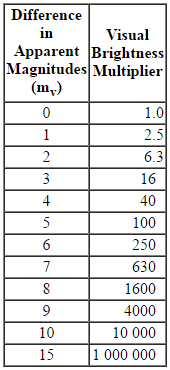 Difference
in
Apparent
Magnitudes
(mv)
Visual
Brightness
Multiplier
0 1.0
1 2.5
2 6.3
3 16
4 40
5 100
6 250
7 630
8 1600
9 4000
10 10 000
15 1 000 000